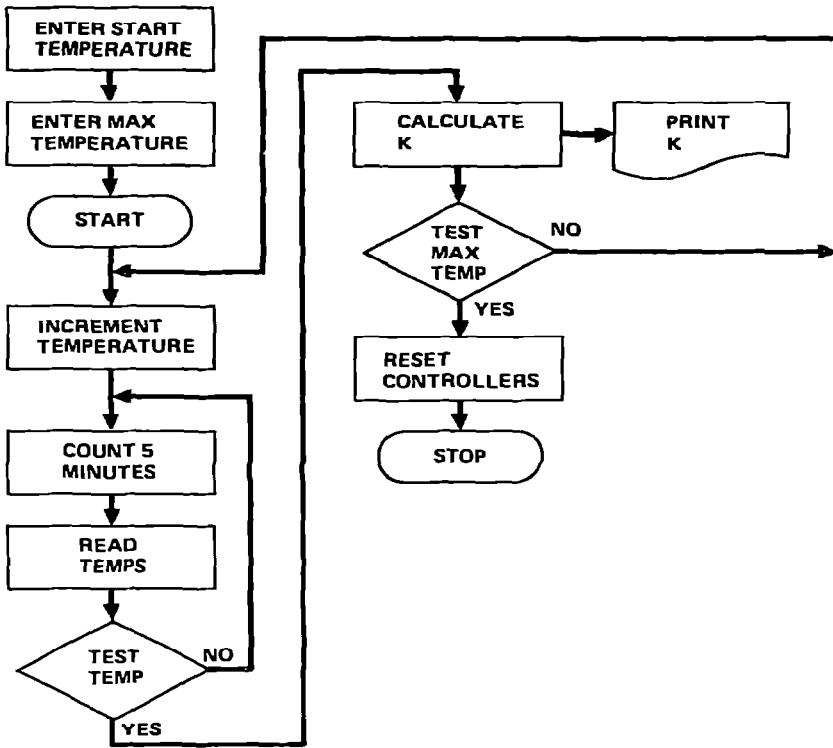 ENTER START
TEMPERATURE
ENTER MAX
TEMPERATURE
START
INCREMENT
TEMPERATURE
COUNT 5
MINUTES
READ
TEMPS
TEST
TEMP
NO
YES
CALCULATE
K
PRINT
K
TEST
MAX
TEMP
NO
YES
RESET
CONTROLLERS
STOP